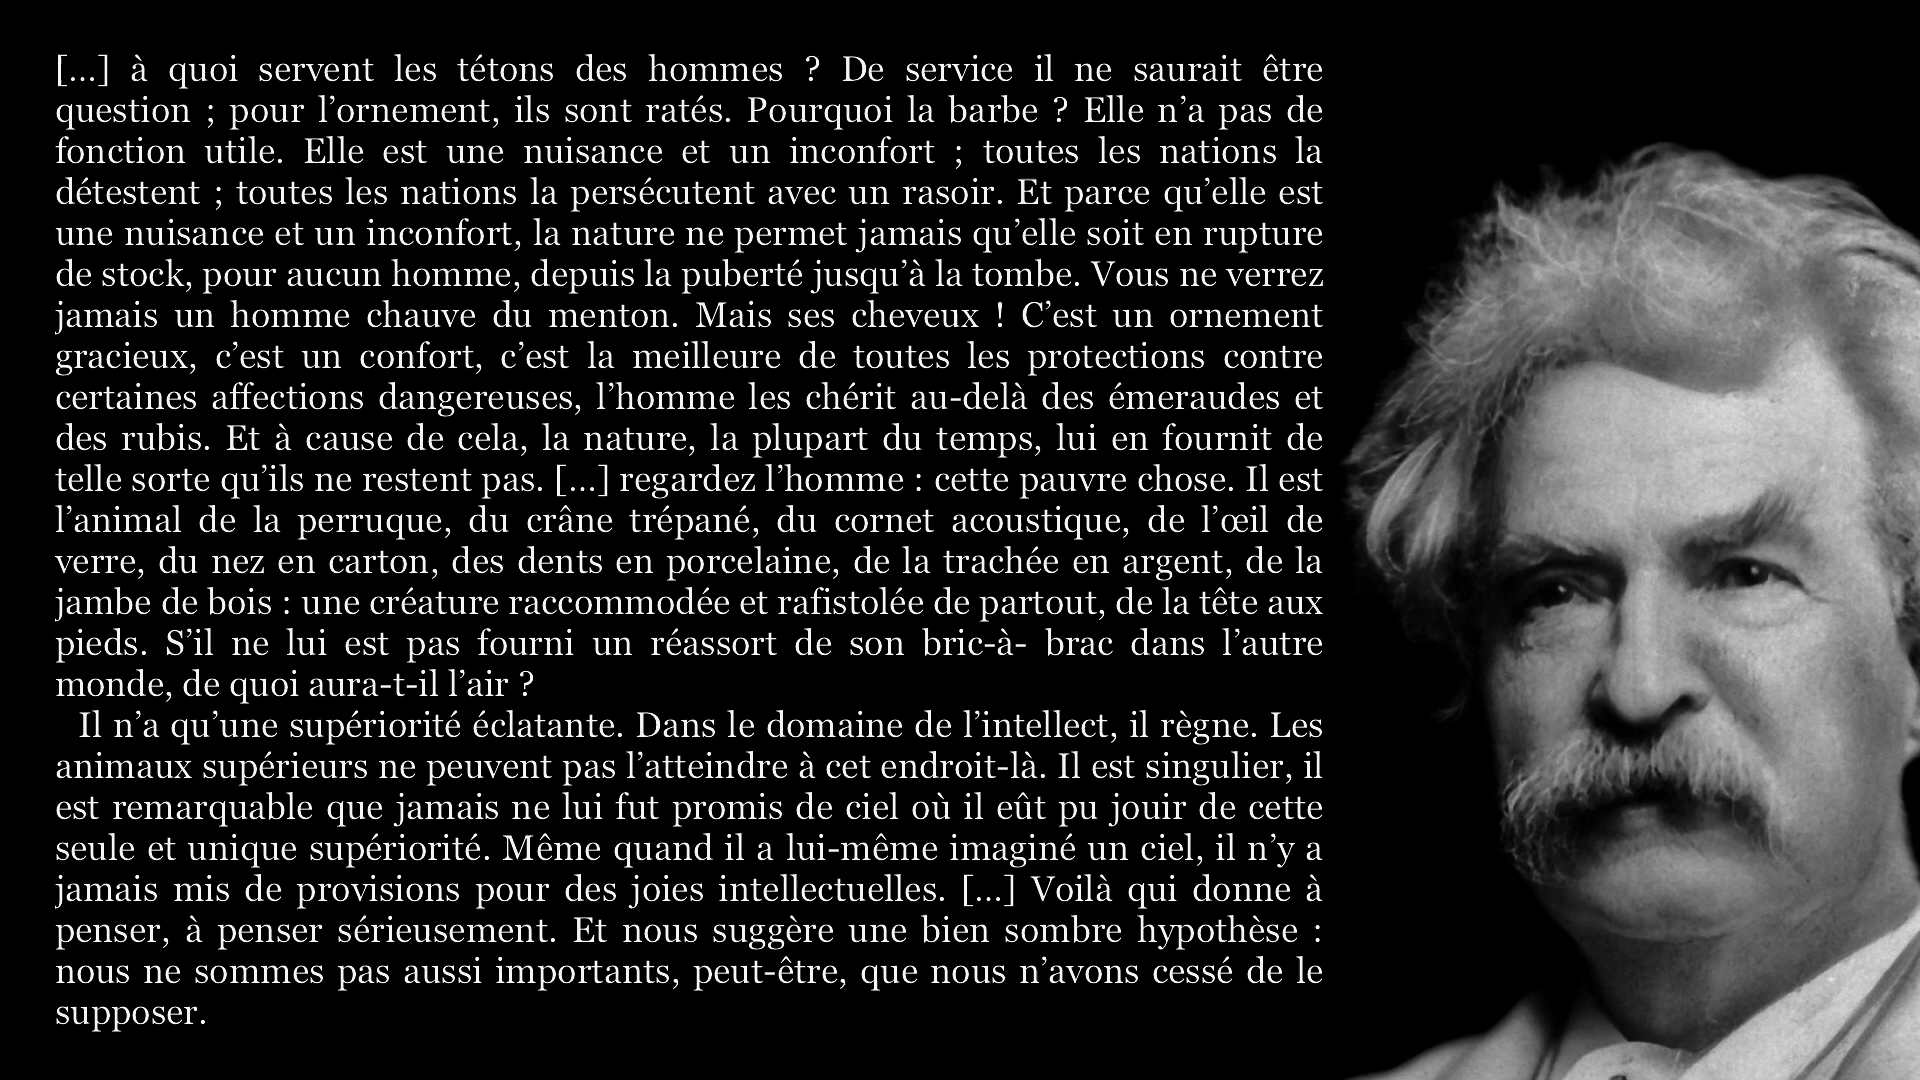 […] à quoi servent les tétons des hommes ? De service il ne saurait être
question ; pour l’ornement, ils sont ratés. Pourquoi la barbe ? Elle n’a pas de
fonction utile. Elle est une nuisance et un inconfort ; toutes les nations la
détestent ; toutes les nations la persécutent avec un rasoir. Et parce qu’elle est
une nuisance et un inconfort, la nature ne permet jamais qu’elle soit en rupture
de stock, pour aucun homme, depuis la puberté jusqu’à la tombe. Vous ne verrez
jamais un homme chauve du menton. Mais ses cheveux ! C’est un ornement
gracieux, c’est un confort, c’est la meilleure de toutes les protections contre
certaines affections dangereuses, l’homme les chérit au-delà des émeraudes et
des rubis. Et à cause de cela, la nature, la plupart du temps, lui en fournit de
telle sorte qu’ils ne restent pas. […] regardez l’homme : cette pauvre chose. Il est
l’animal de la perruque, du crâne trépané, du cornet acoustique, de l’œil de
verre, du nez en carton, des dents en porcelaine, de la trachée en argent, de la
jambe de bois : une créature raccommodée et rafistolée de partout, de la tête aux
pieds. S’il ne lui est pas fourni un réassort de son bric-à- brac dans l’autre
monde, de quoi aura-t-il l’air ?
Il n’a qu’une supériorité éclatante. Dans le domaine de l’intellect, il règne. Les
animaux supérieurs ne peuvent pas l’atteindre à cet endroit-là. Il est singulier, il
est remarquable que jamais ne lui fut promis de ciel où il eût pu jouir de cette
seule et unique supériorité. Même quand il a lui-même imaginé un ciel, il n’y a
jamais mis de provisions pour des joies intellectuelles. […] Voilà qui donne à
penser, à penser sérieusement. Et nous suggère une bien sombre hypothèse :
nous ne sommes pas aussi importants, peut-être, que nous n’avons cessé de le
supposer.